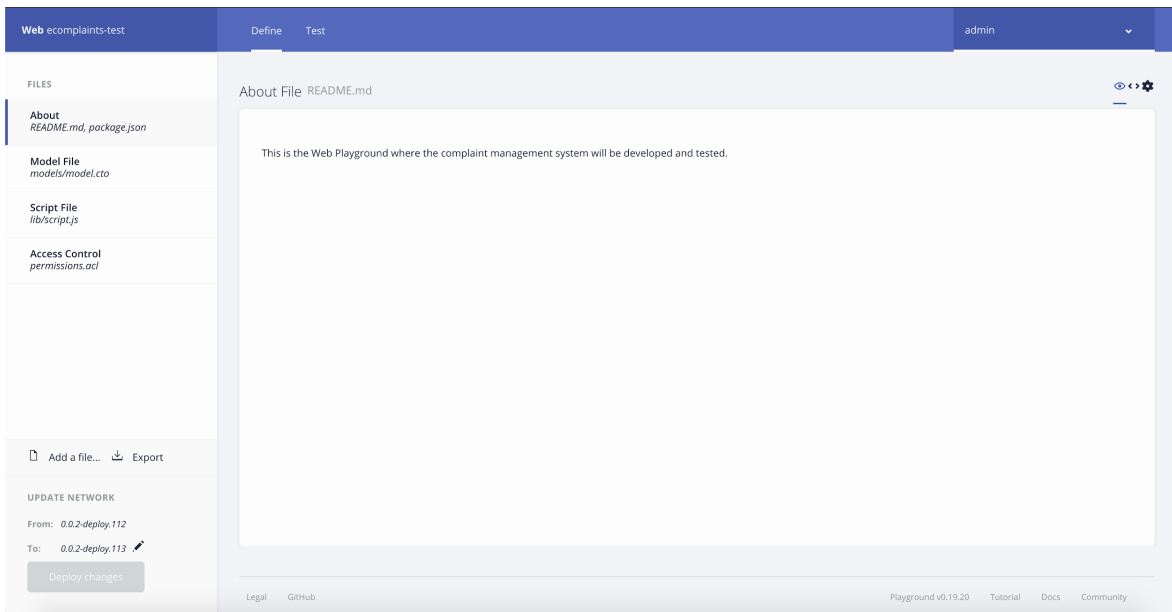 Web ecomplaints-test
Define Test
admin
FILES
About
README.md, package.json
Model File
models/model.cto
Script File
lib/script.js
Access Control
permissions.acl
Add a file... Export
UPDATE NETWORK
From: 0.0.2-deploy.112
To: 0.0.2-deploy.113
Deploy changes
About File README.md
This is the Web Playground where the complaint management system will be developed and tested.
Legal GitHub
Playground v0.19.20 Tutorial Docs Community